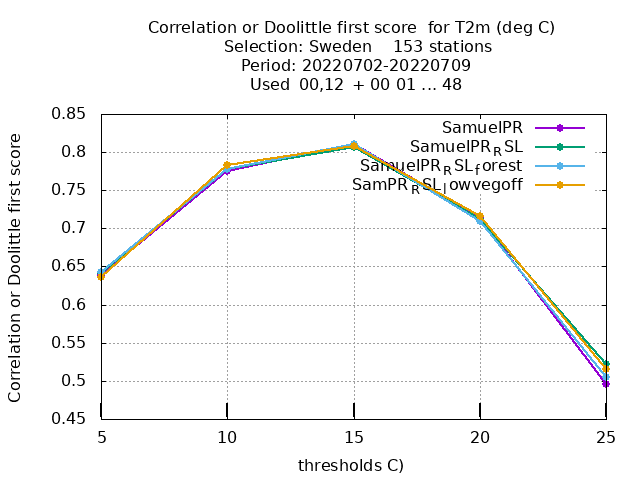 Correlation or Doolittle first score  for T2m (deg C)
Selection: Sweden    153 stations
Period: 20220702-20220709
Used  00,12  + 00 01 ... 48
Correlation or Doolittle first score
0.85
0.8
0.75
0.7
0.65
0.6
0.55
0.5
0.45
SamuelPR
SamuelPR_RSL
SamuelPR_RSL_forest
SamPR_RSL_lowvegoff
5 10 15 20 25
thresholds C)